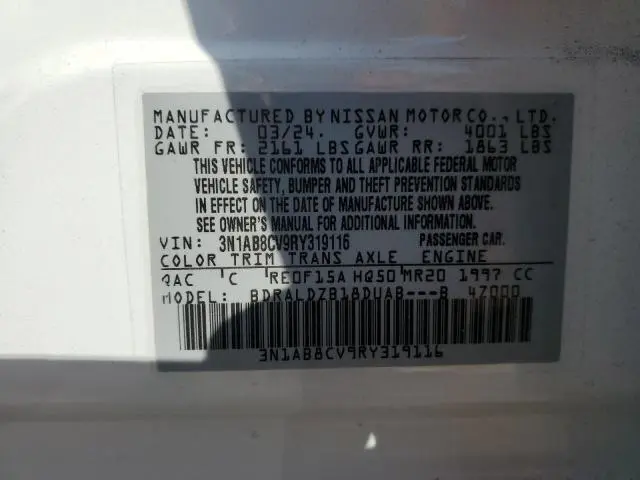 MANUFACTURED BY NISSAN MOTOR CO., LTD.
DATE: 03/24. GVWR: 4001 LBS
GAWR FR: 2161 LBS GAWR RR: 1863 LBS
THIS VEHICLE CONFORMS TO ALL APPLICABLE FEDERAL MOTOR
VEHICLE SAFETY, BUMPER AND THEFT PREVENTION STANDARDS
IN EFFECT ON THE DATE OF MANUFACTURE SHOWN ABOVE.
SEE OWNER'S MANUAL FOR ADDITIONAL INFORMATION.
VIN: 3N1AB8CV9RY319116 PASSENGER CAR.
COLOR TRIM TRANS AXLE ENGINE
QAC C RE0F15A HQ50 MR20 1997 CC
MODEL: BDRALDZB18DUAB---B 47000
3N1AB8CV9RY319116